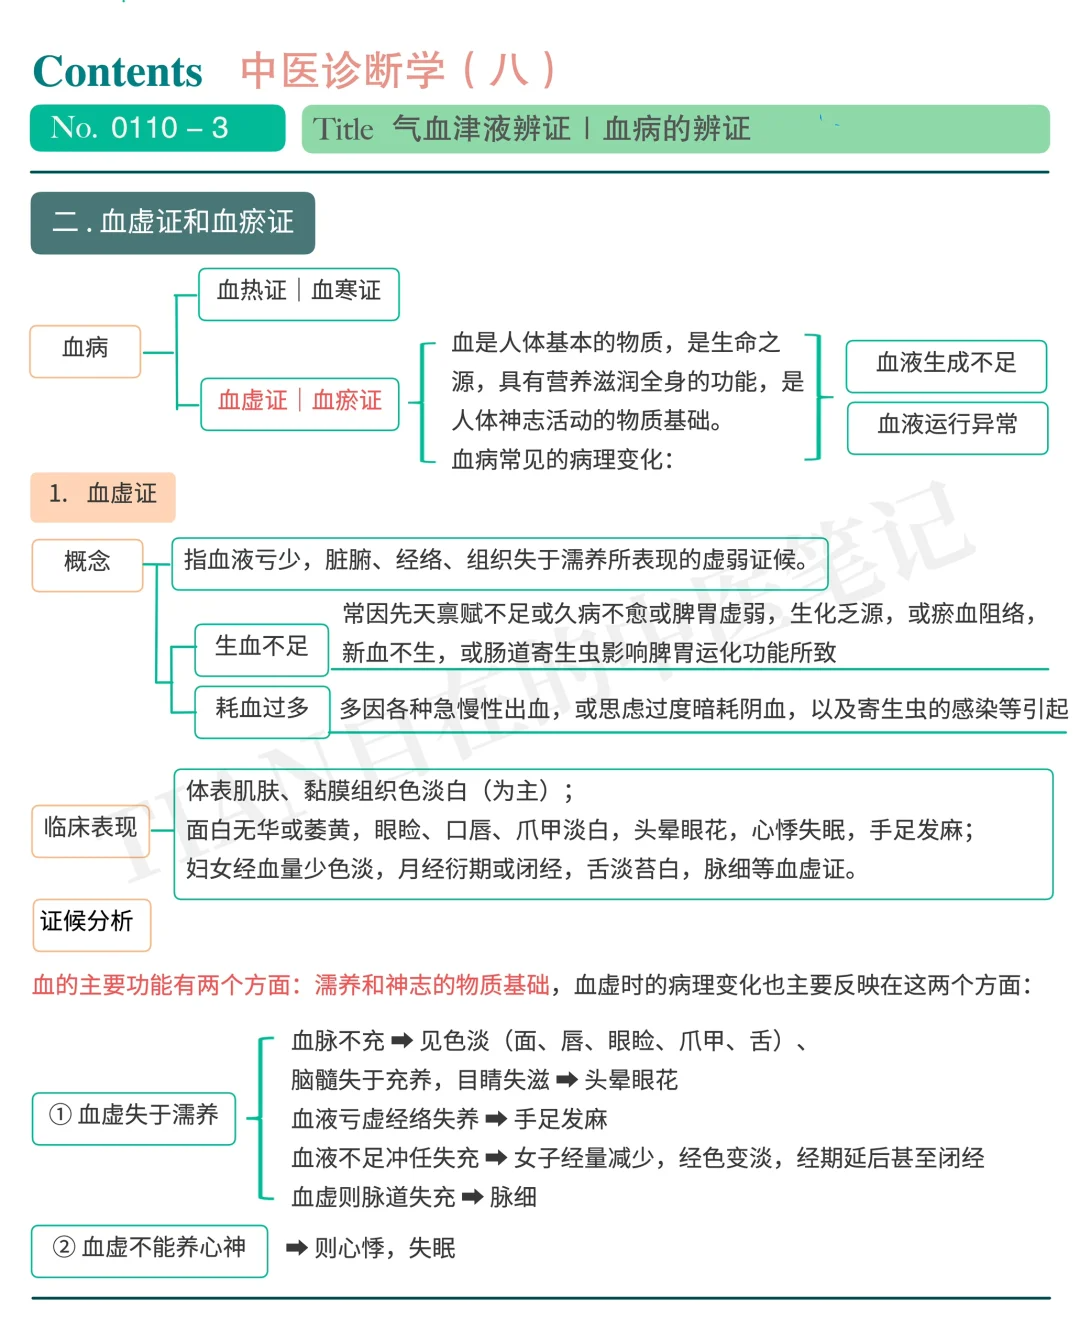 Contents 中医诊断学（八）
No. 0110 – 3
Title 气血津液辨证 | 血病的辨证
二 . 血虚证和血瘀证
血热证｜血寒证
血病
血虚证｜血瘀证
血是人体基本的物质，是生命之
源，具有营养滋润全身的功能，是
人体神志活动的物质基础。
血病常见的病理变化：
血液生成不足
血液运行异常
1. 血虚证
概念
指血液亏少，脏腑、经络、组织失于濡养所表现的虚弱证候。
生血不足
常因先天禀赋不足或久病不愈或脾胃虚弱，生化乏源，或瘀血阻络，
新血不生，或肠道寄生虫影响脾胃运化功能所致
耗血过多
多因各种急慢性出血，或思虑过度暗耗阴血，以及寄生虫的感染等引起
临床表现
体表肌肤、黏膜组织色淡白（为主）；
面白无华或萎黄，眼睑、口唇、爪甲淡白，头晕眼花，心悸失眠，手足发麻；
妇女经血量少色淡，月经衍期或闭经，舌淡苔白，脉细等血虚证。
证候分析
血的主要功能有两个方面：濡养和神志的物质基础，血虚时的病理变化也主要反映在这两个方面：
① 血虚失于濡养
血脉不充 ➡ 见色淡（面、唇、眼睑、爪甲、舌）、
脑髓失于充养，目睛失滋 ➡ 头晕眼花
血液亏虚经络失养 ➡ 手足发麻
血液不足冲任失充 ➡ 女子经量减少，经色变淡，经期延后甚至闭经
血虚则脉道失充 ➡ 脉细
② 血虚不能养心神 ➡ 则心悸，失眠
TIAN自在的中医笔记